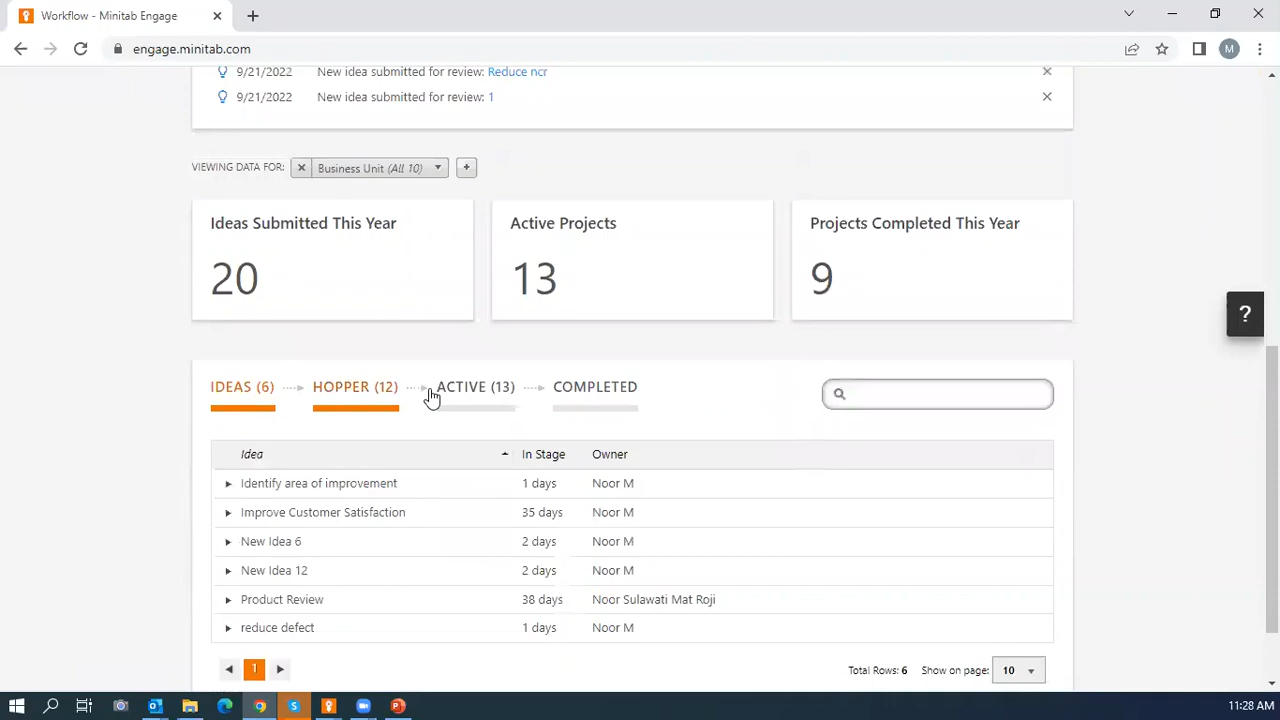 Workflow - Minitab Engage
engage.minitab.com
M
9/21/2022 New idea submitted for review: Reduce ncr
9/21/2022 New idea submitted for review: 1
VIEWING DATA FOR: Business Unit (All 10) +
Ideas Submitted This Year
20
Active Projects
13
Projects Completed This Year
9
?
IDEAS (6) HOPPER (12) ACTIVE (13) COMPLETED
Idea In Stage Owner
Identify area of improvement 1 days Noor M
Improve Customer Satisfaction 35 days Noor M
New Idea 6 2 days Noor M
New Idea 12 2 days Noor M
Product Review 38 days Noor Sulawati Mat Roji
reduce defect 1 days Noor M
1
Total Rows: 6 Show on page: 10
11:28 AM